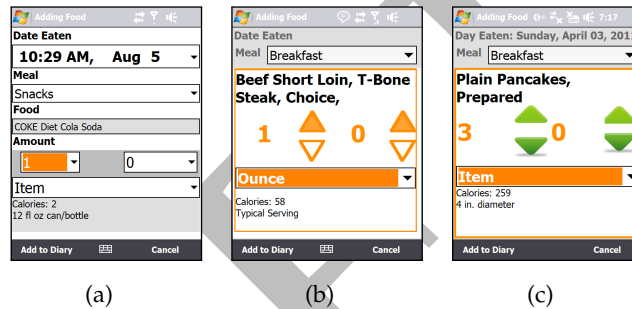 Adding Food
Date Eaten
10:29 AM, Aug 5
Meal
Snacks
Food
COKE Diet Cola Soda
Amount
1 0
Item
Calories: 2
12 fl oz can/bottle
Add to Diary Cancel
(a)
Adding Food
Date Eaten
Meal Breakfast
Beef Short Loin, T-Bone
Steak, Choice,
1 0
Ounce
Calories: 58
Typical Serving
Add to Diary Cancel
(b)
Adding Food 7:17
Day Eaten: Sunday, April 03, 2011
Meal Breakfast
Plain Pancakes,
Prepared
3 0
Item
Calories: 259
4 in. diameter
Add to Diary Cancel
(c)